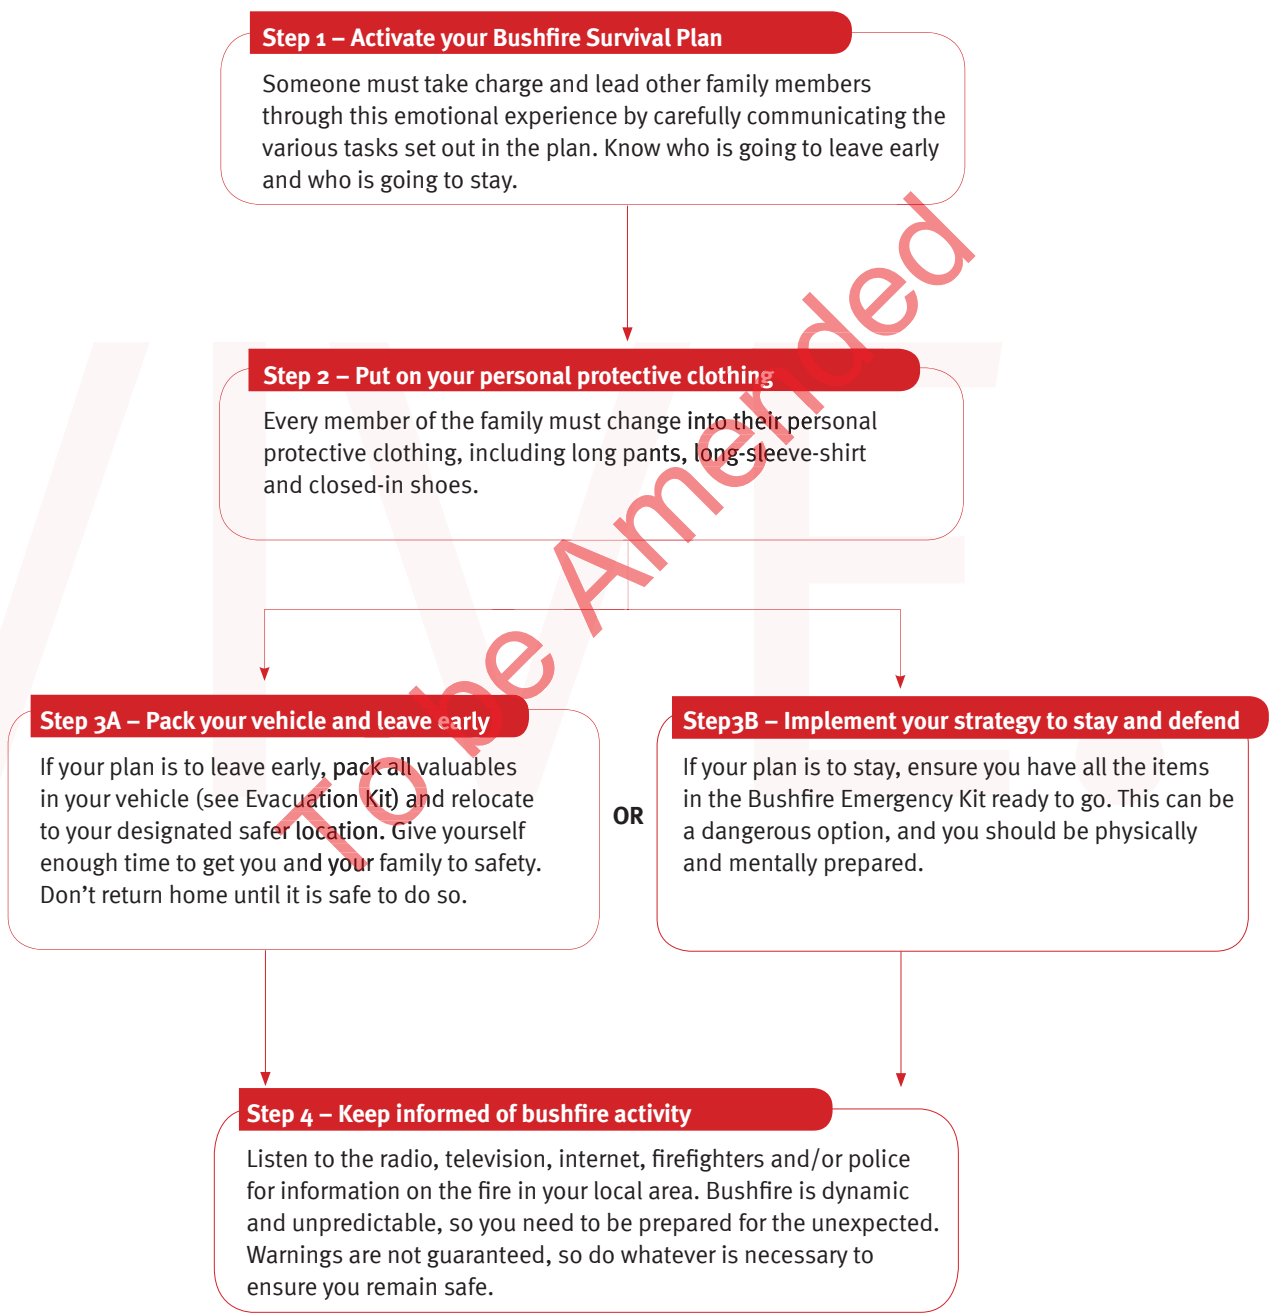 Step 1 – Activate your Bushfire Survival Plan
Someone must take charge and lead other family members
through this emotional experience by carefully communicating the
various tasks set out in the plan. Know who is going to leave early
and who is going to stay.
Step 2 – Put on your personal protective clothing
Every member of the family must change into their personal
protective clothing, including long pants, long-sleeve-shirt
and closed-in shoes.
Step 3A – Pack your vehicle and leave early
If your plan is to leave early, pack all valuables
in your vehicle (see Evacuation Kit) and relocate
to your designated safer location. Give yourself
enough time to get you and your family to safety.
Don’t return home until it is safe to do so.
OR
Step3B – Implement your strategy to stay and defend
If your plan is to stay, ensure you have all the items
in the Bushfire Emergency Kit ready to go. This can be
a dangerous option, and you should be physically
and mentally prepared.
Step 4 – Keep informed of bushfire activity
Listen to the radio, television, internet, firefighters and/or police
for information on the fire in your local area. Bushfire is dynamic
and unpredictable, so you need to be prepared for the unexpected.
Warnings are not guaranteed, so do whatever is necessary to
ensure you remain safe.
To be Amended
VIVE.